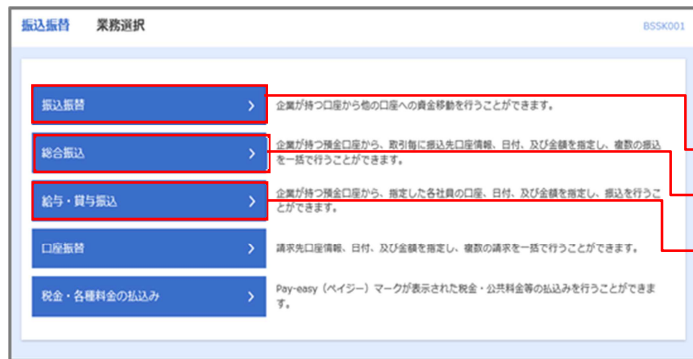 振込振替 業務選択 BSSK001
振込振替
企業が持つ口座から他の口座への資金移動を行うことができます。
総合振込
企業が持つ預金口座から、取引毎に振込先口座情報、日付、及び金額を指定し、複数の振込
を一括で行うことができます。
給与・賞与振込
企業が持つ預金口座から、指定した各社員の口座、日付、及び金額を指定し、振込を行うこ
とができます。
口座振替
請求先口座情報、日付、及び金額を指定し、複数の請求を一括で行うことができます。
税金・各種料金の払込み
Pay-easy（ペイジー）マークが表示された税金・公共料金等の払込みを行うことができま
す。